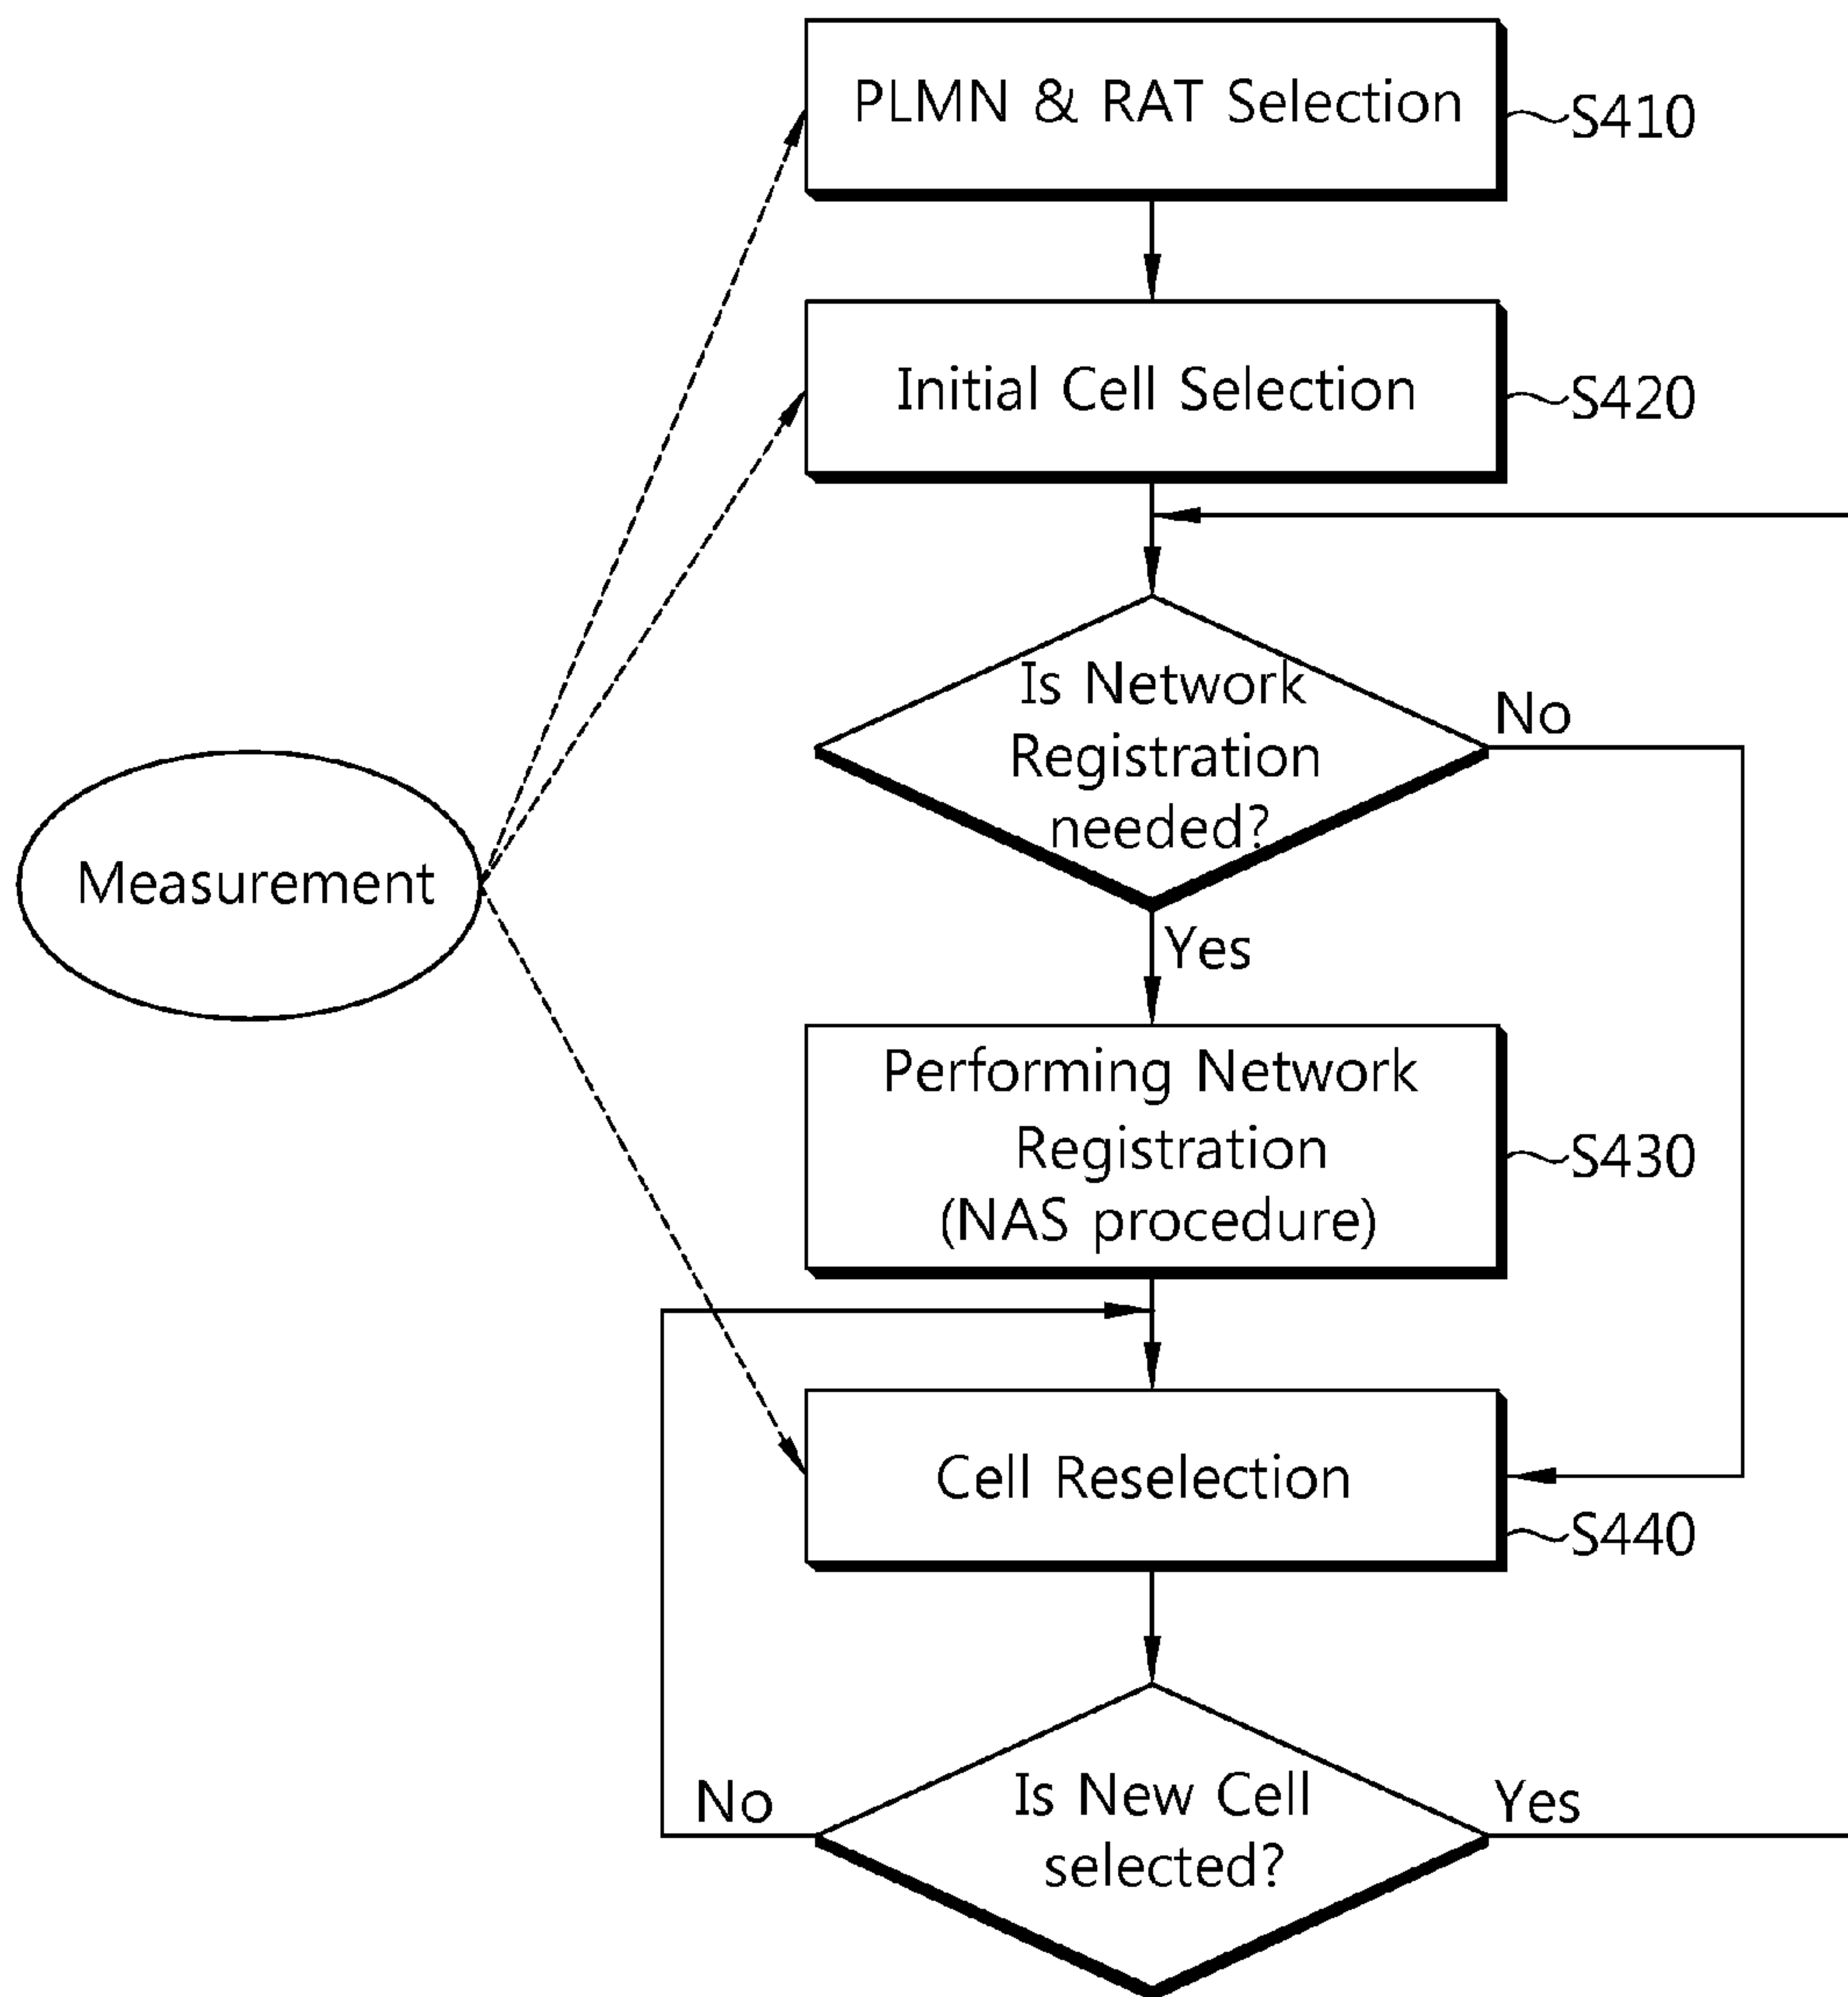 PLMN & RAT Selection
S410
Initial Cell Selection
S420
Is Network
Registration
needed?
No
Measurement
Yes
Performing Network
Registration
(NAS procedure)
S430
Cell Reselection
S440
Is New Cell
selected?
No
Yes